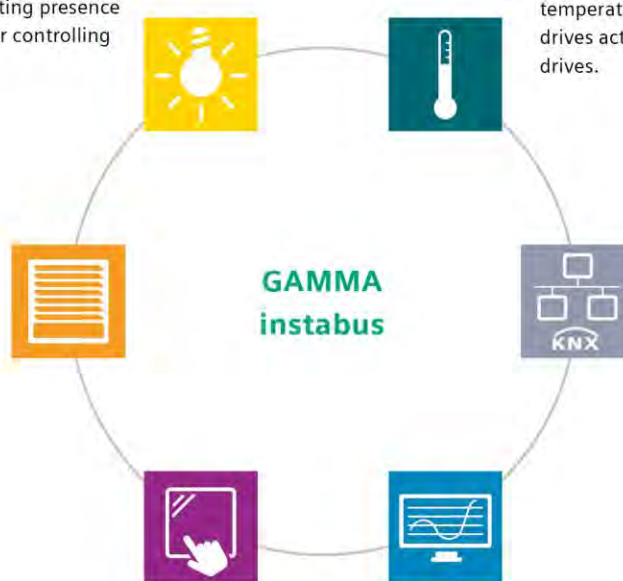 ting presence
r controlling
temperat
drives act
drives.
GAMMA
instabus
KNX